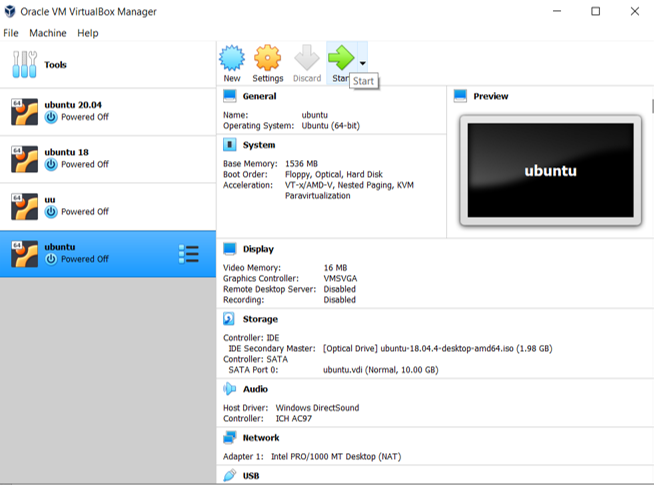 Oracle VM VirtualBox Manager
File Machine Help
Tools
New Settings Discard Start
Start
64 ubuntu 20.04
Powered Off
64 ubuntu 18
Powered Off
64 uu
Powered Off
64 ubuntu
Powered Off
General
Name: ubuntu
Operating System: Ubuntu (64-bit)
Preview
ubuntu
System
Base Memory: 1536 MB
Boot Order: Floppy, Optical, Hard Disk
Acceleration: VT-x/AMD-V, Nested Paging, KVM
Paravirtualization
Display
Video Memory: 16 MB
Graphics Controller: VMSVGA
Remote Desktop Server: Disabled
Recording: Disabled
Storage
Controller: IDE
IDE Secondary Master: [Optical Drive] ubuntu-18.04.4-desktop-amd64.iso (1.98 GB)
Controller: SATA
SATA Port 0: ubuntu.vdi (Normal, 10.00 GB)
Audio
Host Driver: Windows DirectSound
Controller: ICH AC97
Network
Adapter 1: Intel PRO/1000 MT Desktop (NAT)
USB